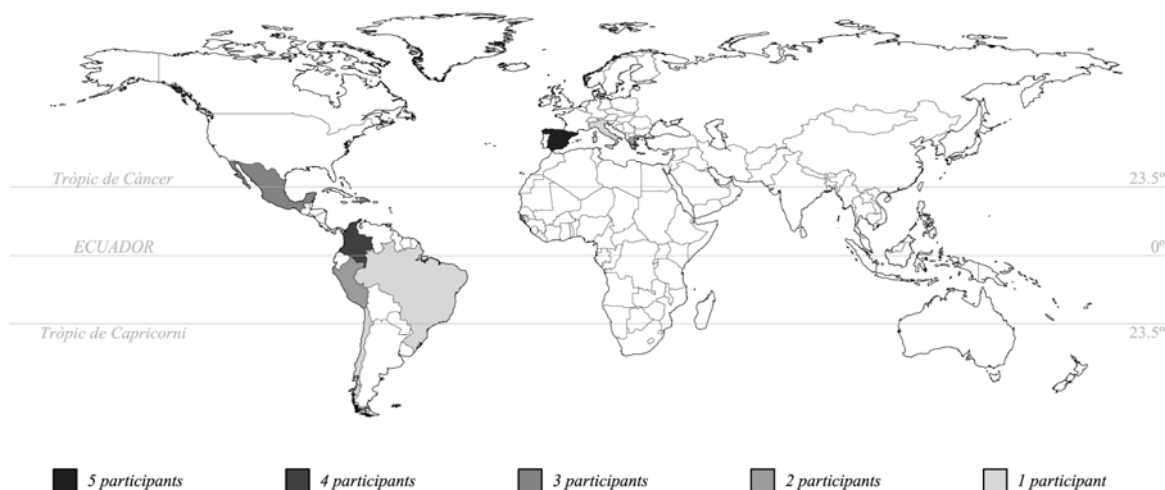 Tròpic de Càncer
23.5º
ECUADOR
0º
Tròpic de Capricorni
23.5º
5 participants
4 participants
3 participants
2 participants
1 participant